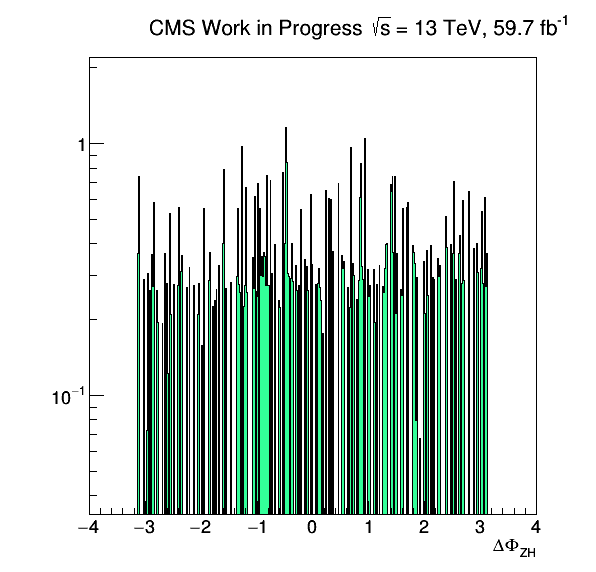 CMS Work in Progress √s = 13 TeV, 59.7 fb⁻¹
1
10⁻¹
−4 −3 −2 −1 0 1 2 3 4
ΔΦ_ZH